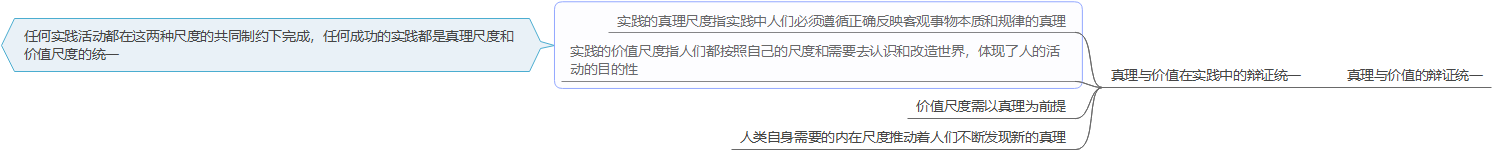 任何实践活动都在这两种尺度的共同制约下完成，任何成功的实践都是真理尺度和
价值尺度的统一
实践的真理尺度指实践中人们必须遵循正确反映客观事物本质和规律的真理
实践的价值尺度指人们都按照自己的尺度和需要去认识和改造世界，体现了人的活
动的目的性
价值尺度需以真理为前提
人类自身需要的内在尺度推动着人们不断发现新的真理
真理与价值在实践中的辩证统一
真理与价值的辩证统一